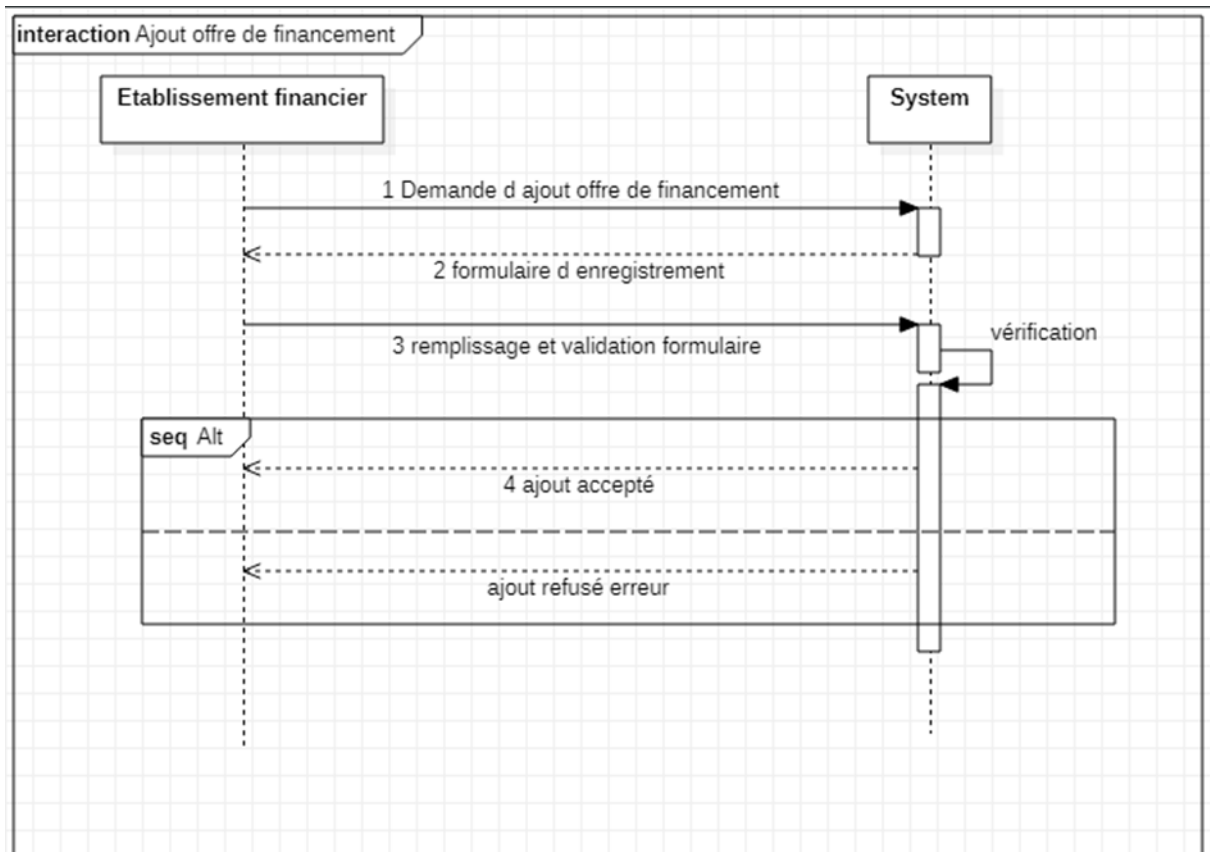 interaction Ajout offre de financement
Etablissement financier
System
1 Demande d ajout offre de financement
2 formulaire d enregistrement
3 remplissage et validation formulaire
vérification
seq Alt
4 ajout accepté
ajout refusé erreur